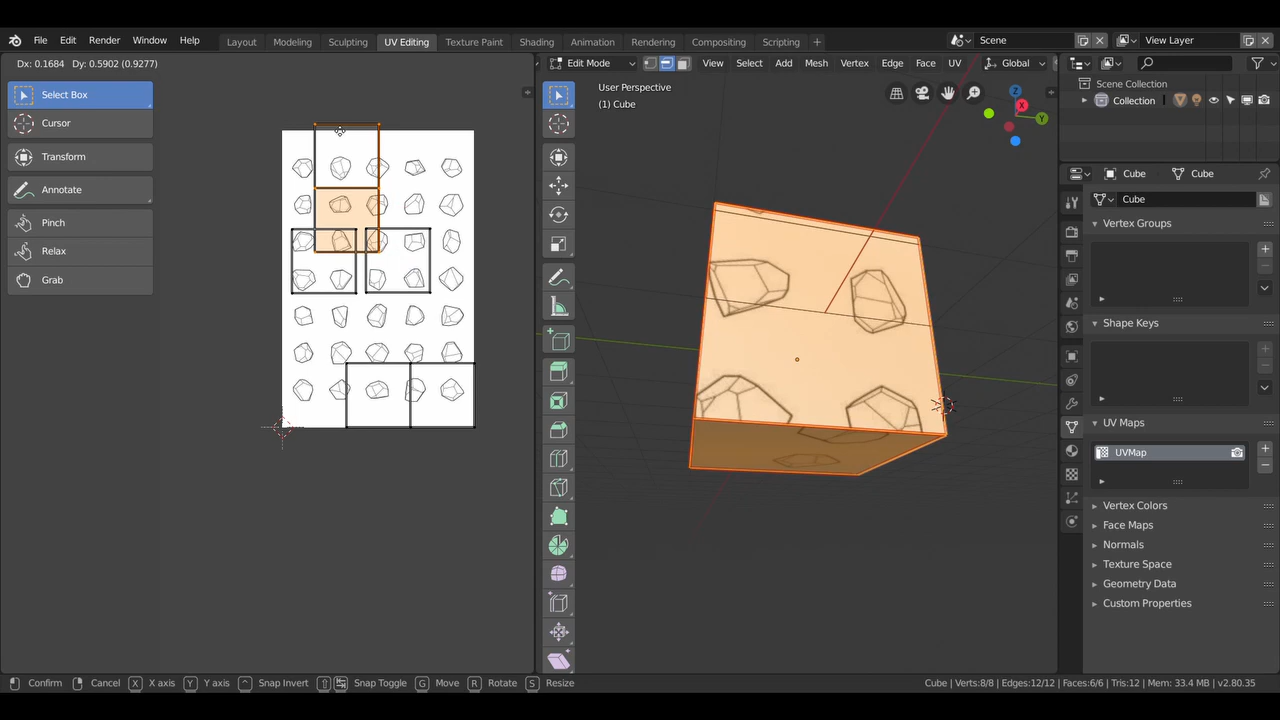 File Edit Render Window Help Layout Modeling Sculpting UV Editing Texture Paint Shading Animation Rendering Compositing Scripting + Scene View Layer
Dx: 0.1684 Dy: 0.5902 (0.9277) Edit Mode View Select Add Mesh Vertex Edge Face UV Global
Select Box
Cursor
Transform
Annotate
Pinch
Relax
Grab
User Perspective
(1) Cube
X
Y
Z
Scene Collection
Collection
Cube Cube
Cube
Vertex Groups
Shape Keys
UV Maps
UVMap
Vertex Colors
Face Maps
Normals
Texture Space
Geometry Data
Custom Properties
Confirm Cancel X X axis Y Y axis ^ Snap Invert Snap Toggle G Move R Rotate S Resize Cube | Verts:8/8 | Edges:12/12 | Faces:6/6 | Tris:12 | Mem: 33.4 MB | v2.80.35